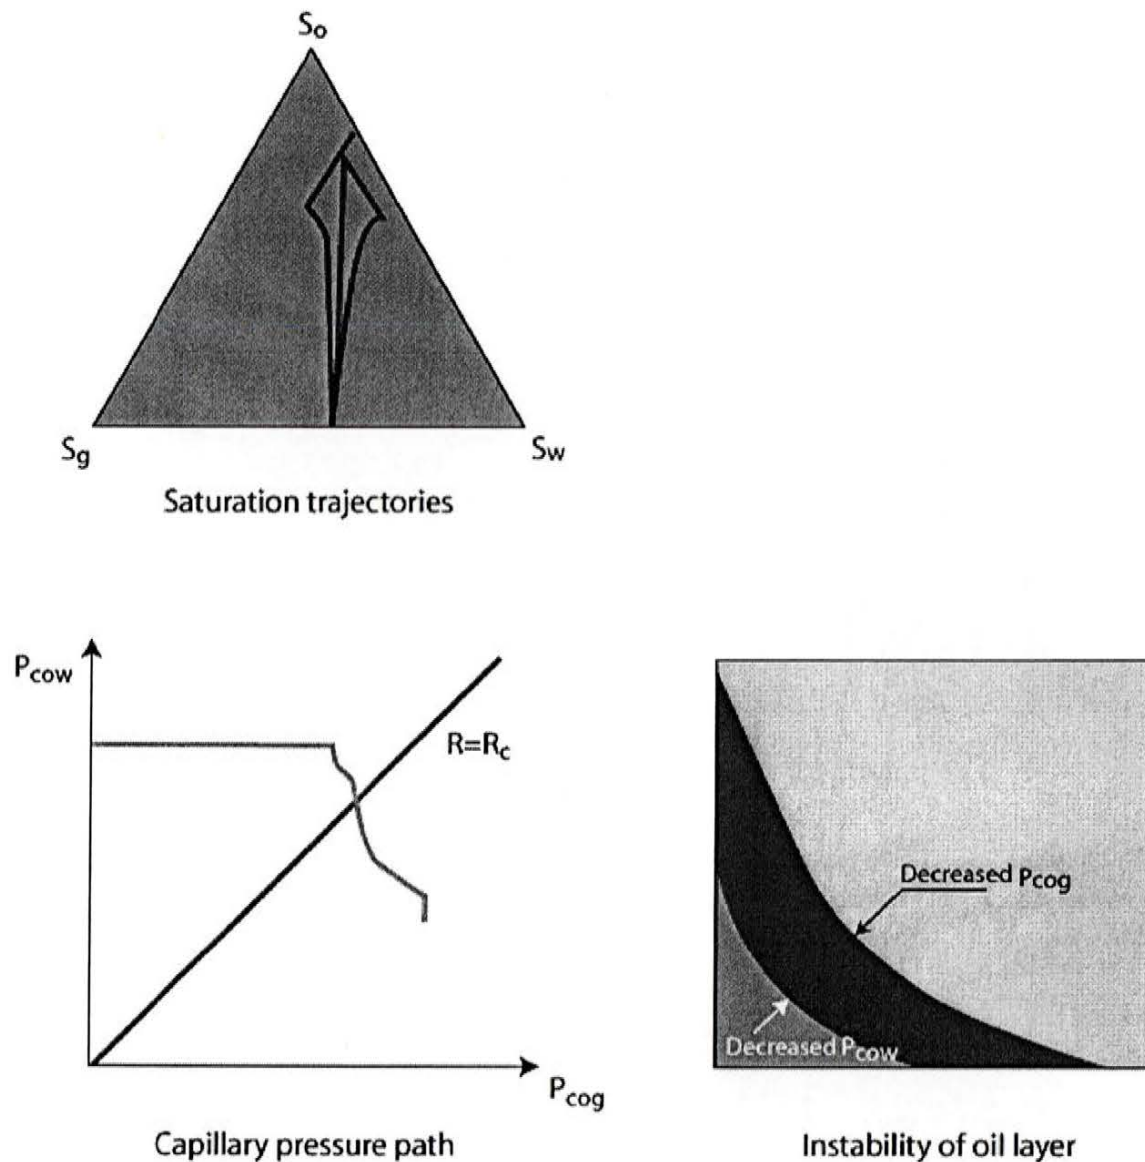 So
Sg
Sw
Saturation trajectories
Pcow
R=Rc
Pcog
Capillary pressure path
Decreased Pcog
Decreased Pcow
Instability of oil layer